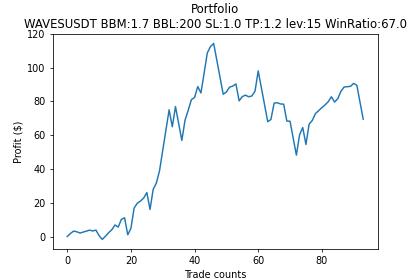 Portfolio
WAVESUSDT BBM:1.7 BBL:200 SL:1.0 TP:1.2 lev:15 WinRatio:67.0
120
100
80
60
40
20
0
Profit ($)
0 20 40 60 80
Trade counts